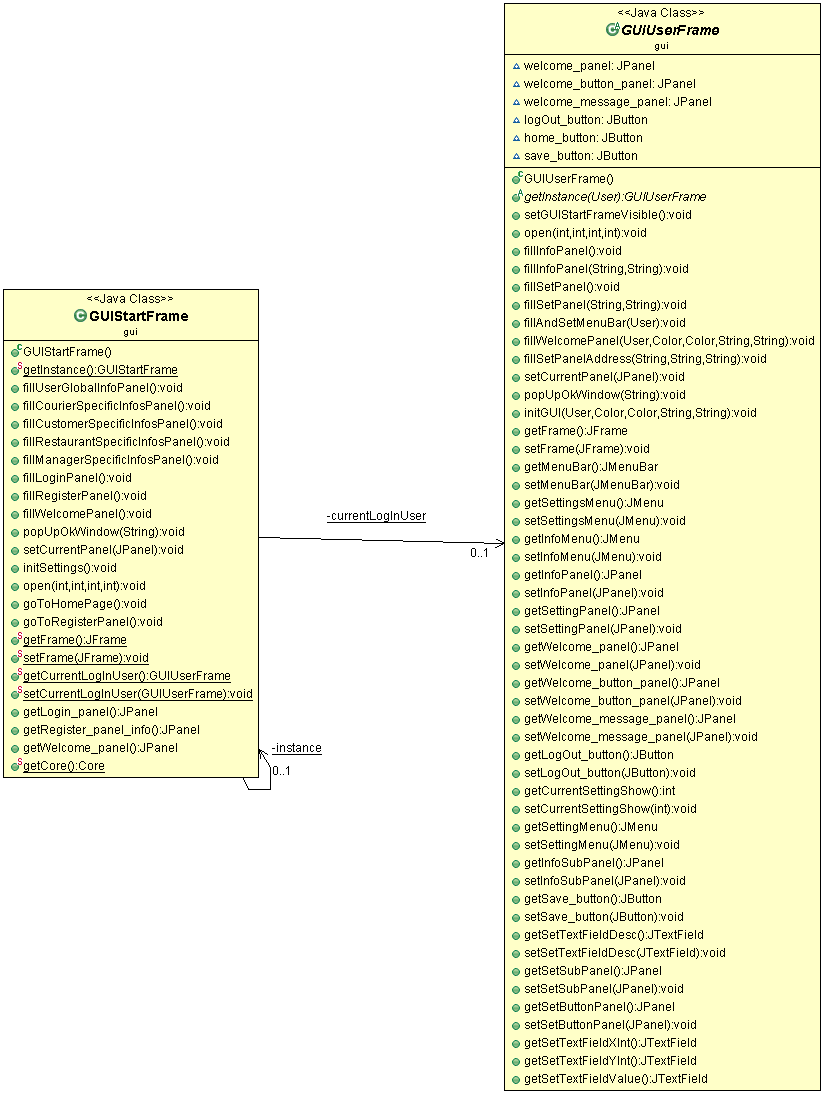 <<Java Class>>
GUIStartFrame
gui
GUIStartFrame()
getInstance():GUIStartFrame
fillUserGlobalInfoPanel():void
fillCourierSpecificInfosPanel():void
fillCustomerSpecificInfosPanel():void
fillRestaurantSpecificInfosPanel():void
fillManagerSpecificInfosPanel():void
fillLoginPanel():void
fillRegisterPanel():void
fillWelcomePanel():void
popUpOkWindow(String):void
setCurrentPanel(JPanel):void
initSettings():void
open(int,int,int,int):void
goToHomePage():void
goToRegisterPanel():void
getFrame():JFrame
setFrame(JFrame):void
getCurrentLogInUser():GUIUserFrame
setCurrentLogInUser(GUIUserFrame):void
getLogin_panel():JPanel
getRegister_panel_info():JPanel
getWelcome_panel():JPanel
getCore():Core
-instance
0..1
-currentLogInUser
0..1
<<Java Class>>
GUIUserFrame
gui
welcome_panel: JPanel
welcome_button_panel: JPanel
welcome_message_panel: JPanel
logOut_button: JButton
home_button: JButton
save_button: JButton
GUIUserFrame()
getInstance(User):GUIUserFrame
setGUIStartFrameVisible():void
open(int,int,int,int):void
fillInfoPanel():void
fillInfoPanel(String,String):void
fillSetPanel():void
fillSetPanel(String,String):void
fillAndSetMenuBar(User):void
fillWelcomePanel(User,Color,Color,String,String):void
fillSetPanelAddress(String,String,String):void
setCurrentPanel(JPanel):void
popUpOkWindow(String):void
initGUI(User,Color,Color,String,String):void
getFrame():JFrame
setFrame(JFrame):void
getMenuBar():JMenuBar
setMenuBar(JMenuBar):void
getSettingsMenu():JMenu
setSettingsMenu(JMenu):void
getInfoMenu():JMenu
setInfoMenu(JMenu):void
getInfoPanel():JPanel
setInfoPanel(JPanel):void
getSettingPanel():JPanel
setSettingPanel(JPanel):void
getWelcome_panel():JPanel
setWelcome_panel(JPanel):void
getWelcome_button_panel():JPanel
setWelcome_button_panel(JPanel):void
getWelcome_message_panel():JPanel
setWelcome_message_panel(JPanel):void
getLogOut_button():JButton
setLogOut_button(JButton):void
getCurrentSettingShow():int
setCurrentSettingShow(int):void
getSettingMenu():JMenu
setSettingMenu(JMenu):void
getInfoSubPanel():JPanel
setInfoSubPanel(JPanel):void
getSave_button():JButton
setSave_button(JButton):void
getSetTextFieldDesc():JTextField
setSetTextFieldDesc(JTextField):void
getSetSubPanel():JPanel
setSetSubPanel(JPanel):void
getSetButtonPanel():JPanel
setSetButtonPanel(JPanel):void
getSetTextFieldXInt():JTextField
getSetTextFieldYInt():JTextField
getSetTextFieldValue():JTextField